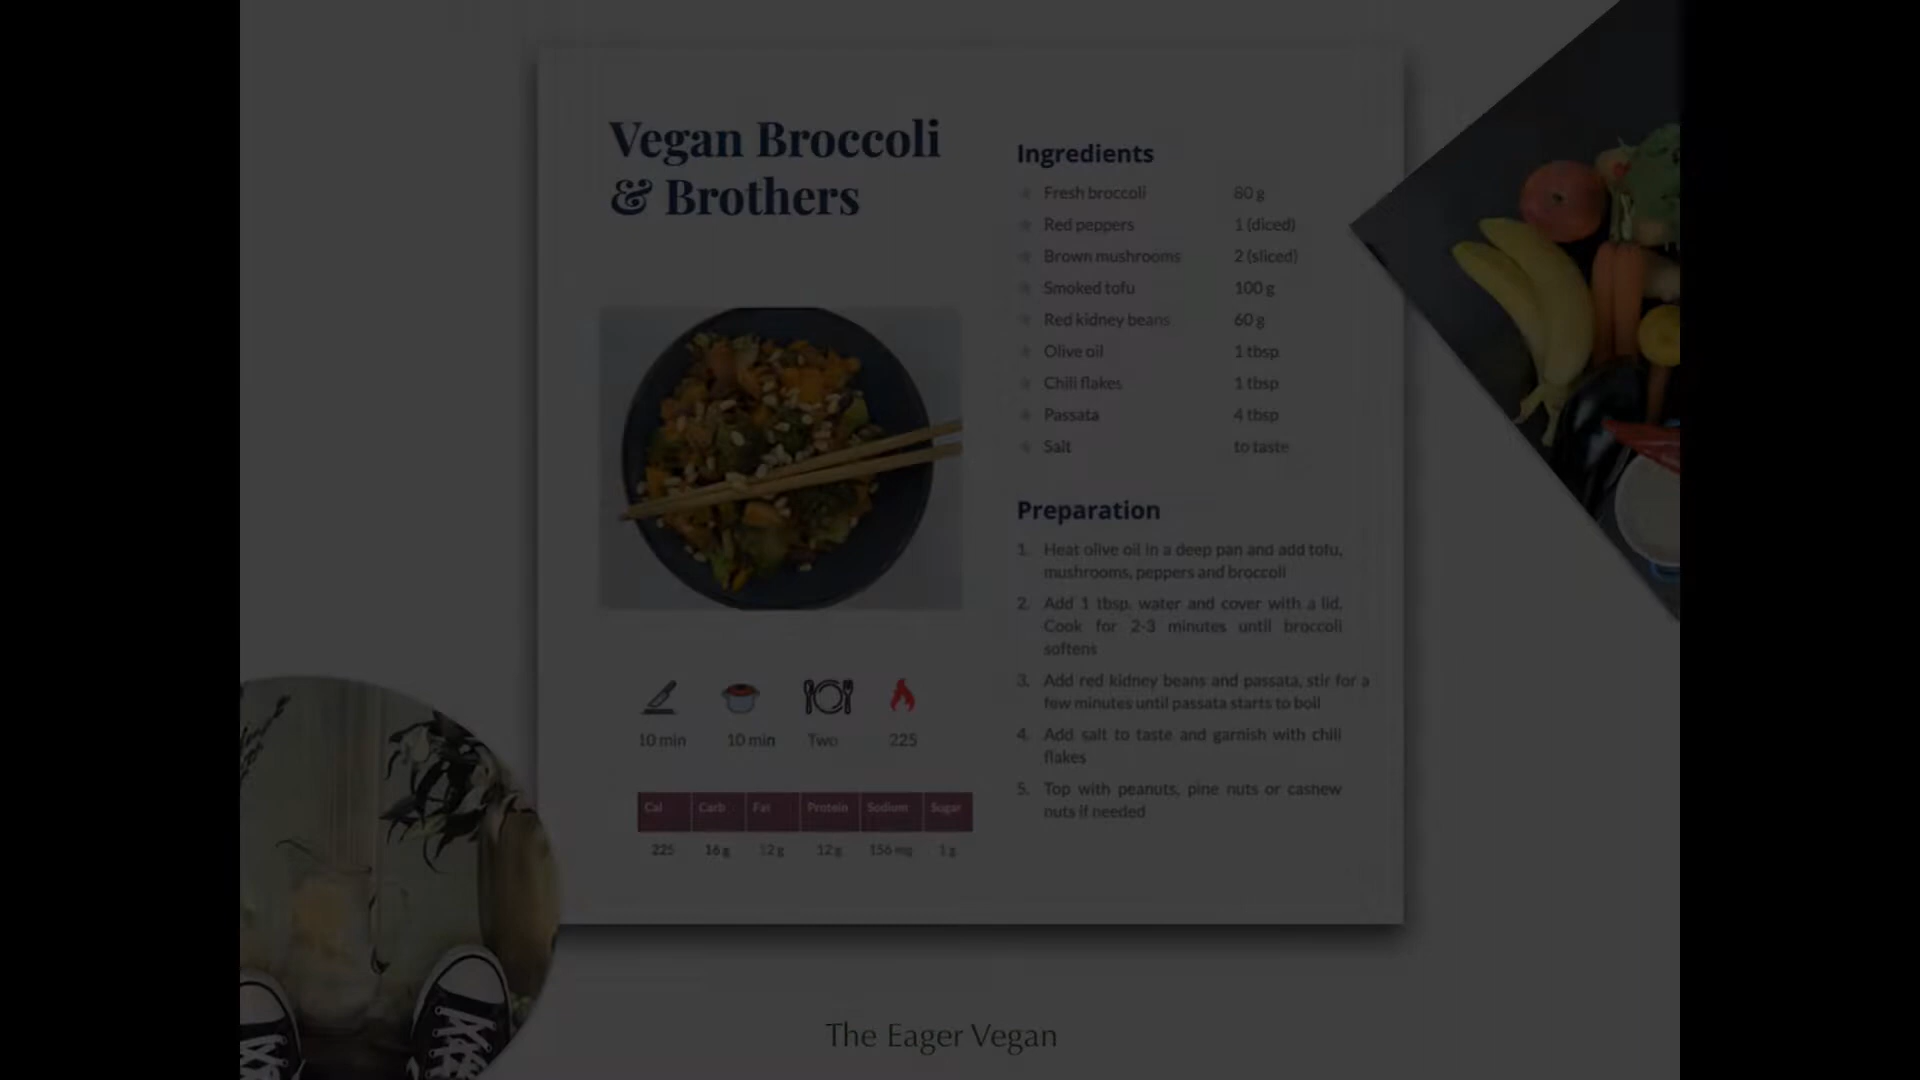 Vegan Broccoli
& Brothers
Ingredients
Fresh broccoli 80 g
Red peppers 1 (diced)
Brown mushrooms 2 (sliced)
Smoked tofu 100 g
Red kidney beans 60 g
Olive oil 1 tbsp
Chili flakes 1 tbsp
Passata 4 tbsp
Salt to taste
Preparation
1. Heat olive oil in a deep pan and add tofu,
mushrooms, peppers and broccoli
2. Add 1 tbsp. water and cover with a lid.
Cook for 2-3 minutes until broccoli
softens
3. Add red kidney beans and passata, stir for a
few minutes until passata starts to boil
4. Add salt to taste and garnish with chili
flakes
5. Top with peanuts, pine nuts or cashew
nuts if needed
10 min 10 min Two 225
Cal Carb Fat Protein Sodium Sugar
225 16 g 12 g 12 g 156 mg 1 g
The Eager Vegan